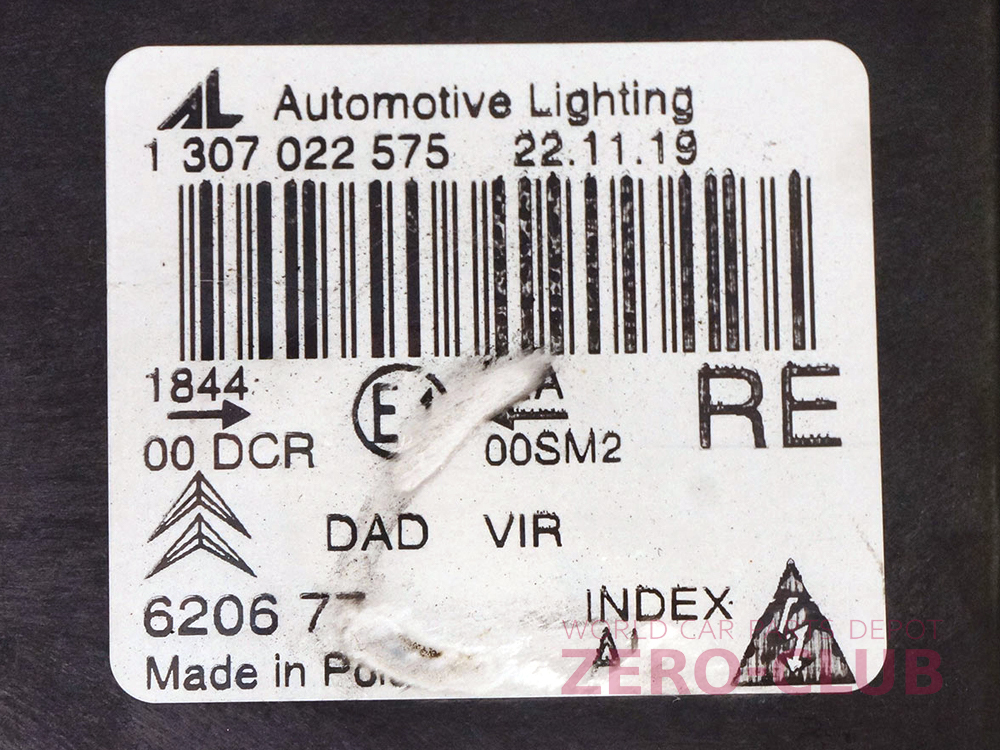 AL Automotive Lighting
1 307 022 575 22.11.19
1844 A RE
00 DCR E 00SM2
DAD VIR
6206 77
INDEX
A
Made in
WORLD CAR PARTS DEPOT
ZERO-CLUB